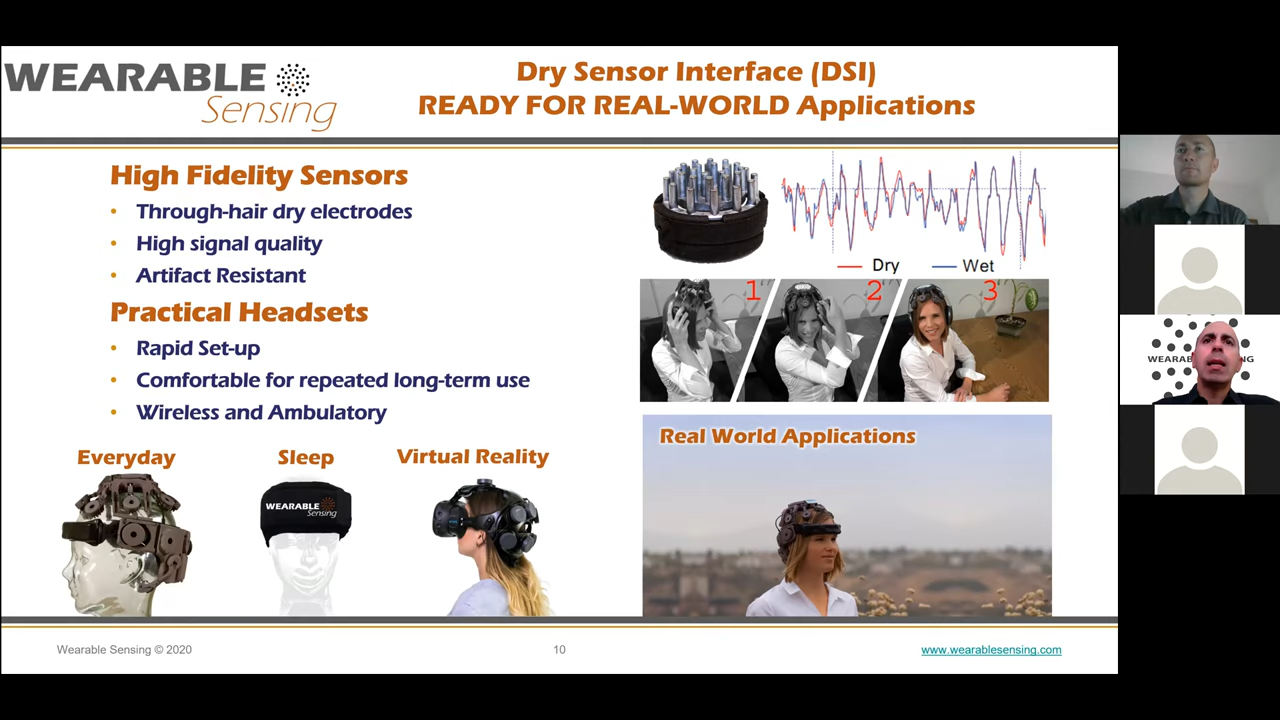 WEARABLE
Sensing
Dry Sensor Interface (DSI)
READY FOR REAL-WORLD Applications
High Fidelity Sensors
• Through-hair dry electrodes
• High signal quality
• Artifact Resistant
Practical Headsets
• Rapid Set-up
• Comfortable for repeated long-term use
• Wireless and Ambulatory
Everyday
Sleep
Virtual Reality
WEARABLE
Sensing
Dry
Wet
1
2
3
Real World Applications
Wearable Sensing © 2020
10
www.wearablesensing.com